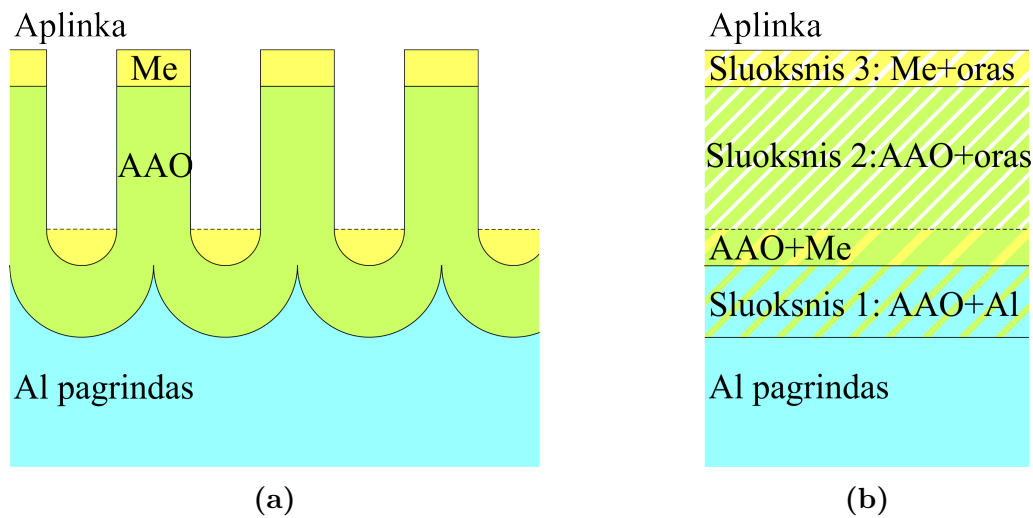 Aplinka
Me
AAO
Al pagrindas
(a)
Aplinka
Sluoksnis 3: Me+oras
Sluoksnis 2:AAO+oras
AAO+Me
Sluoksnis 1: AAO+Al
Al pagrindas
(b)